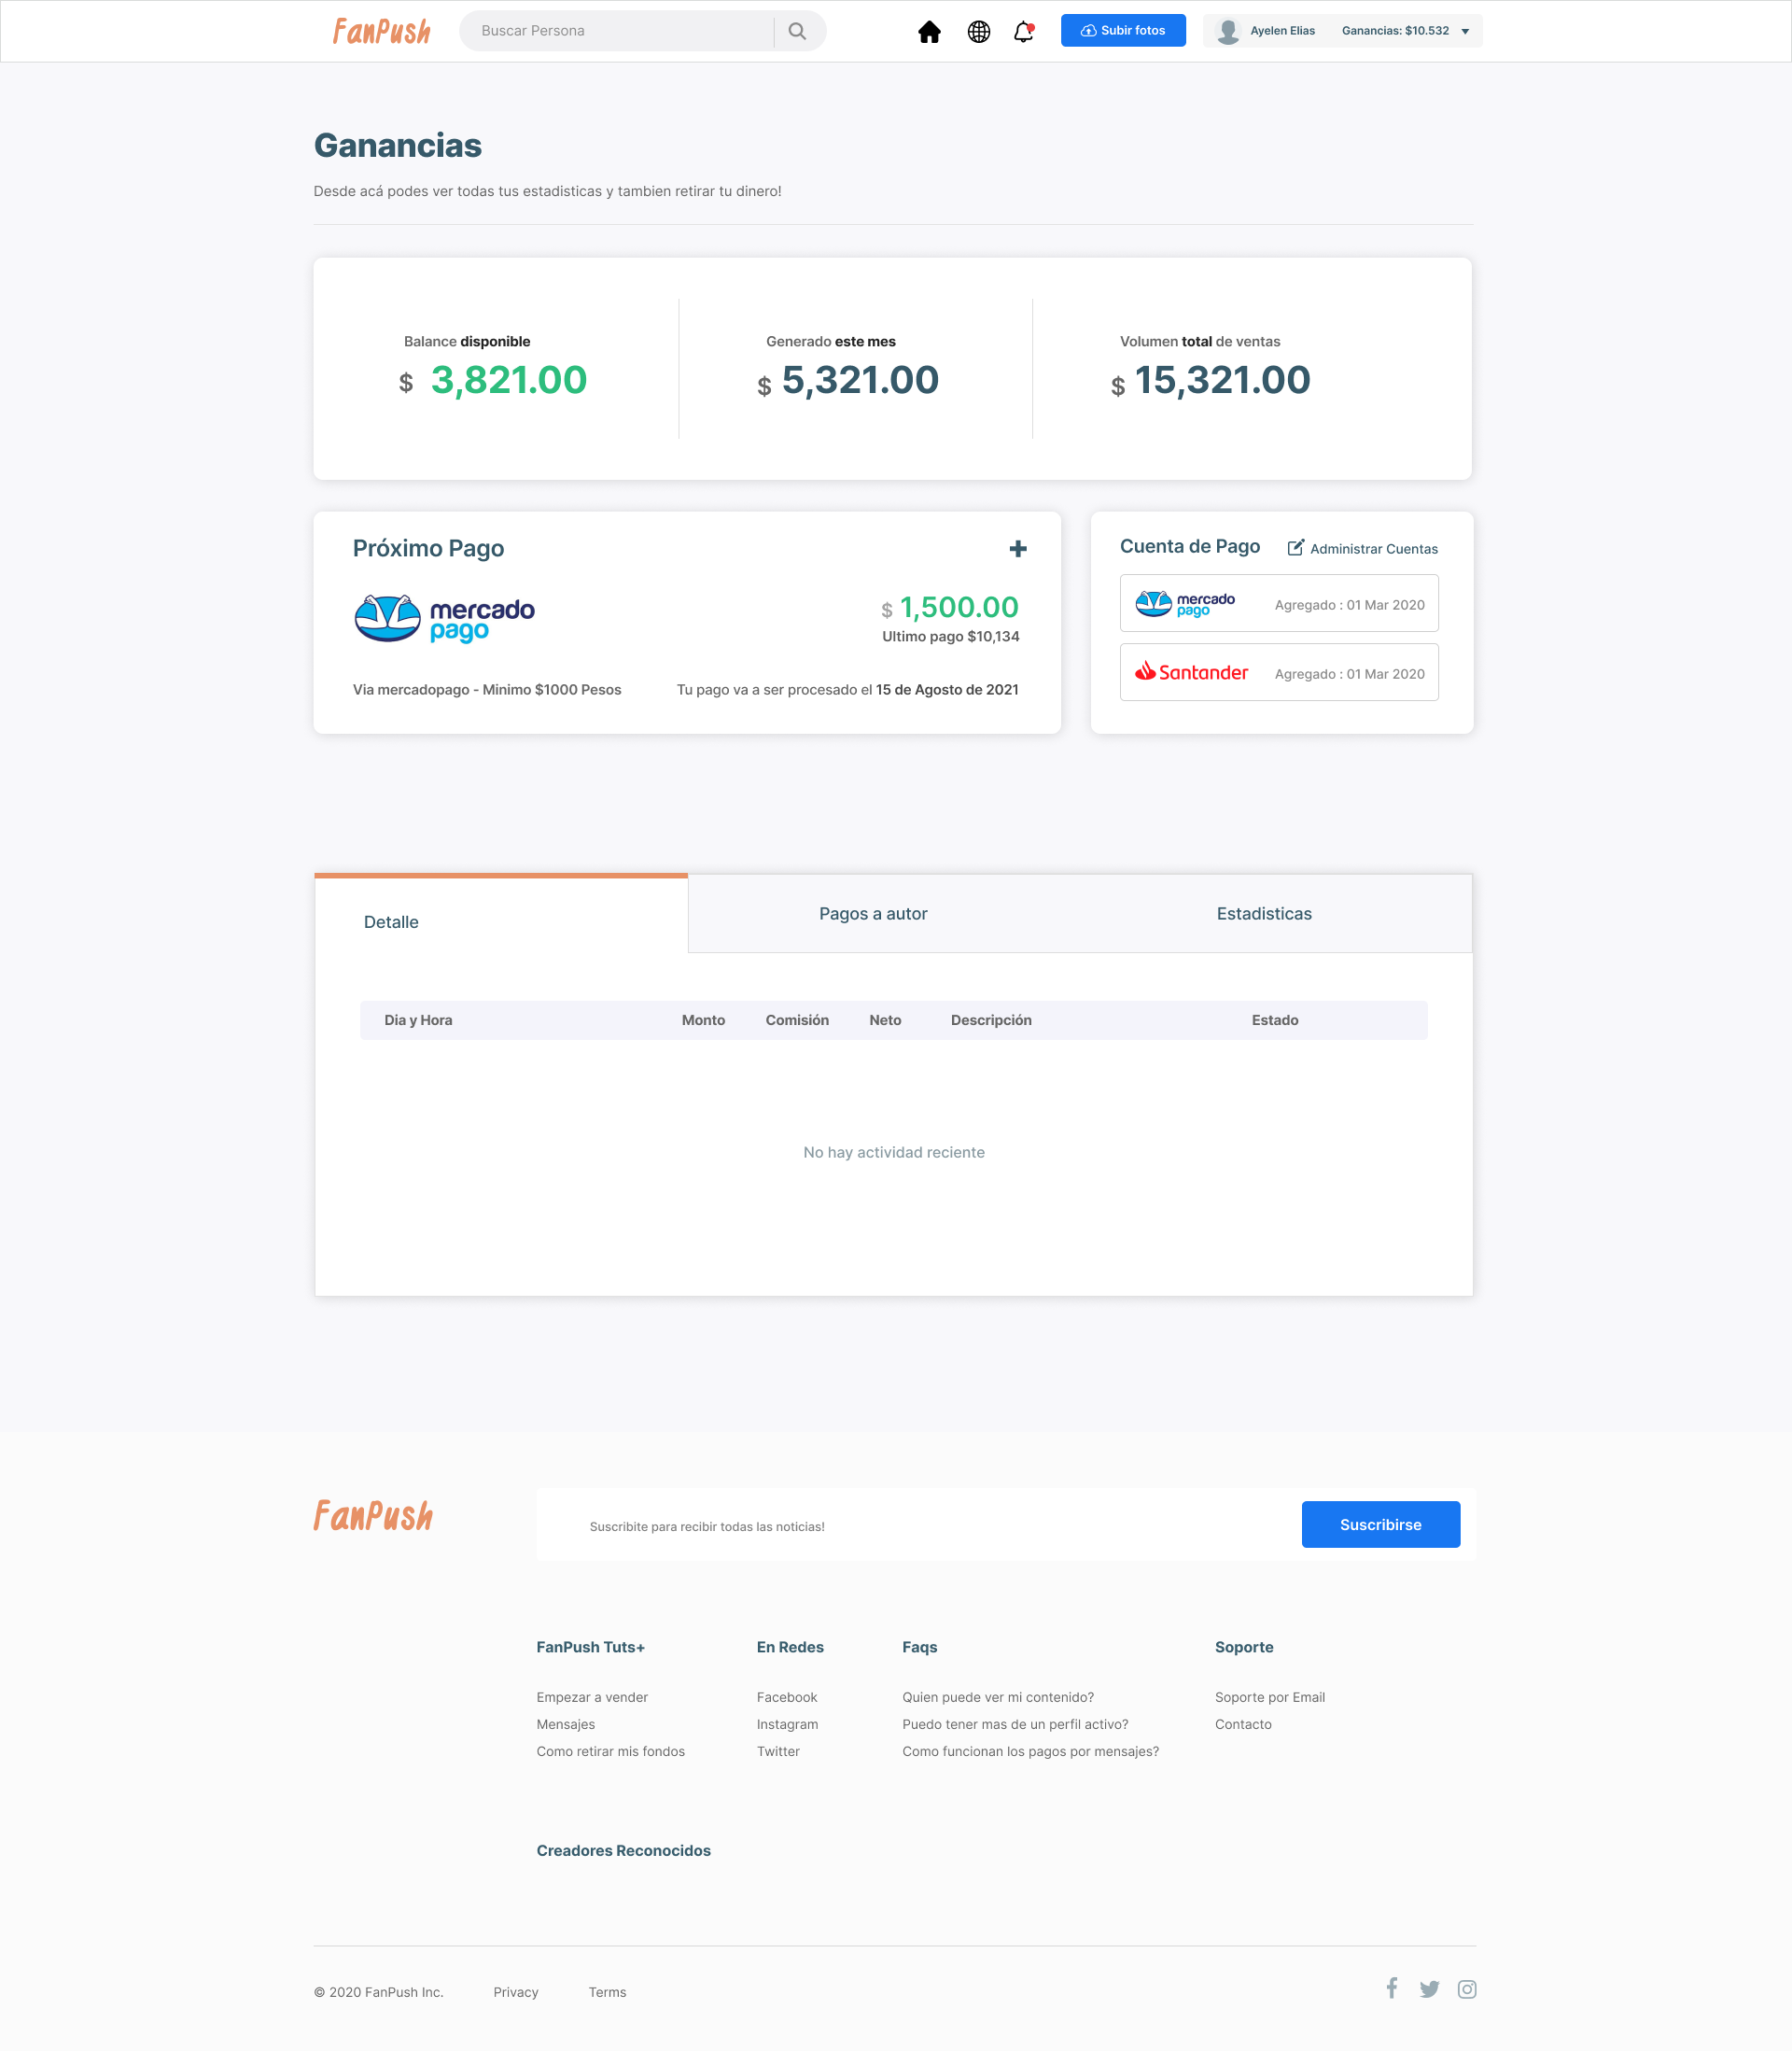 FanPush
Buscar Persona
Subir fotos
Ayelen Elias
Ganancias: $10.532
Ganancias
Desde acá podes ver todas tus estadisticas y tambien retirar tu dinero!
Balance disponible
$ 3,821.00
Generado este mes
$ 5,321.00
Volumen total de ventas
$ 15,321.00
Próximo Pago
mercado
pago
$ 1,500.00
Ultimo pago $10,134
Via mercadopago - Minimo $1000 Pesos
Tu pago va a ser procesado el 15 de Agosto de 2021
Cuenta de Pago
Administrar Cuentas
mercado
pago
Agregado : 01 Mar 2020
Santander
Agregado : 01 Mar 2020
Detalle
Pagos a autor
Estadisticas
Dia y Hora
Monto
Comisión
Neto
Descripción
Estado
No hay actividad reciente
FanPush
Suscribite para recibir todas las noticias!
Suscribirse
FanPush Tuts+
Empezar a vender
Mensajes
Como retirar mis fondos
En Redes
Facebook
Instagram
Twitter
Faqs
Quien puede ver mi contenido?
Puedo tener mas de un perfil activo?
Como funcionan los pagos por mensajes?
Soporte
Soporte por Email
Contacto
Creadores Reconocidos
© 2020 FanPush Inc.
Privacy
Terms